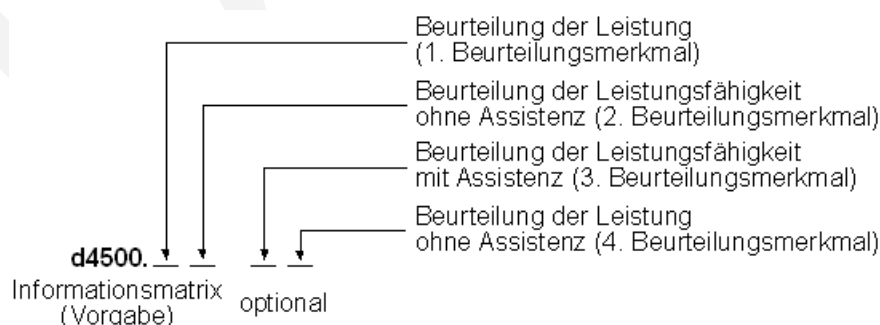 Beurteilung der Leistung
(1. Beurteilungsmerkmal)
Beurteilung der Leistungsfähigkeit
ohne Assistenz (2. Beurteilungsmerkmal)
Beurteilung der Leistungsfähigkeit
mit Assistenz (3. Beurteilungsmerkmal)
Beurteilung der Leistung
ohne Assistenz (4. Beurteilungsmerkmal)
d4500. _ _ _ _
Informationsmatrix
(Vorgabe)
optional